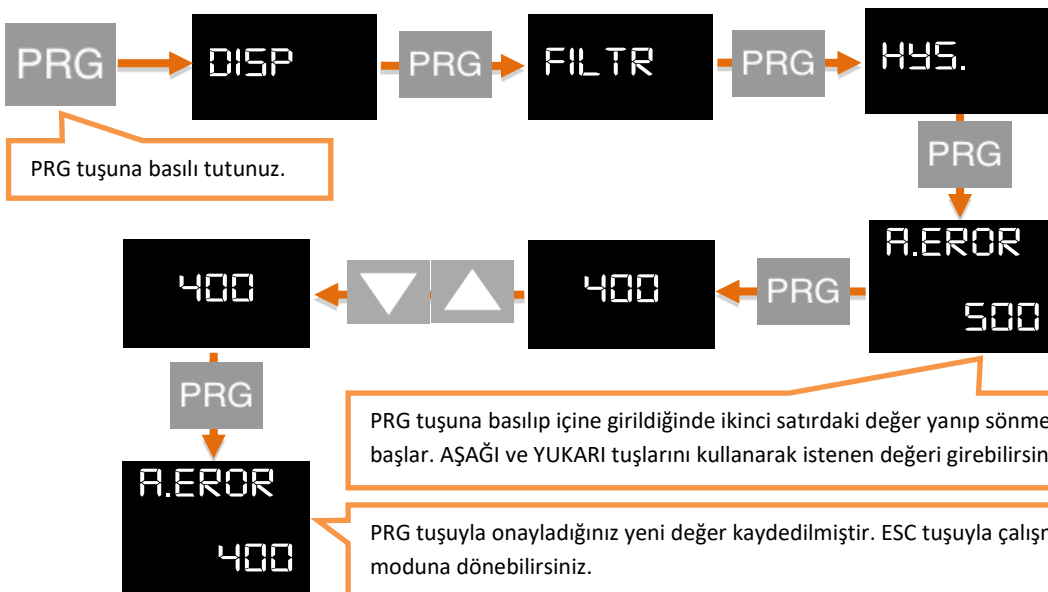 PRG
DISP
PRG
FILTR
PRG
HYS.
PRG tuşuna basılı tutunuz.
PRG
A.EROR
500
PRG
400
400
PRG
PRG tuşuna basılıp içine girildiğinde ikinci satırdaki değer yanıp sönme
başlar. AŞAĞI ve YUKARI tuşlarını kullanarak istenen değeri girebilirsin
A.EROR
400
PRG tuşuyla onayladığınız yeni değer kaydedilmiştir. ESC tuşuyla
moduna dönebilirsiniz.